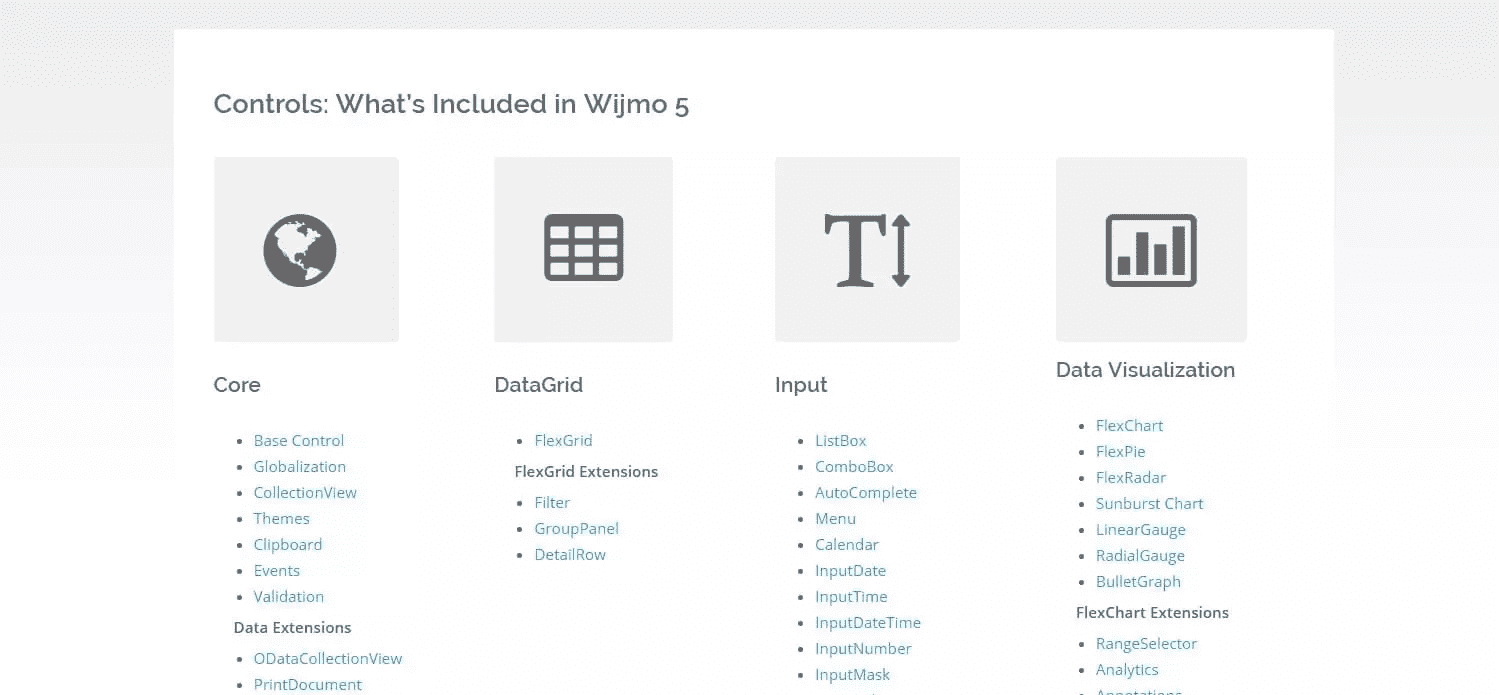 Controls: What's Included in Wijmo 5
Core
Base Control
Globalization
CollectionView
Themes
Clipboard
Events
Validation
Data Extensions
ODataCollectionView
PrintDocument
DataGrid
FlexGrid
FlexGrid Extensions
Filter
GroupPanel
DetailRow
Input
ListBox
ComboBox
AutoComplete
Menu
Calendar
InputDate
InputTime
InputDateTime
InputNumber
InputMask
Data Visualization
FlexChart
FlexPie
FlexRadar
Sunburst Chart
LinearGauge
RadialGauge
BulletGraph
FlexChart Extensions
RangeSelector
Analytics